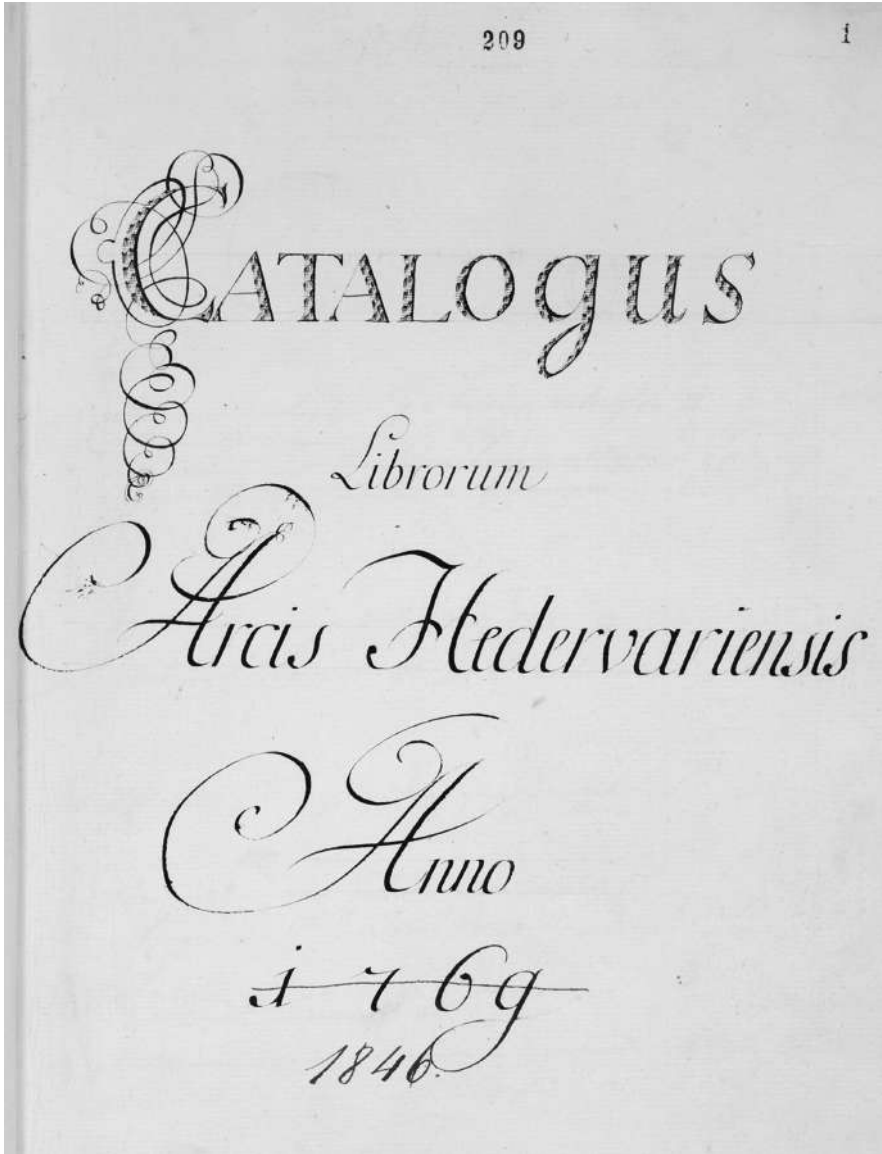 209 1
CATALOgUS
Librorum
Arcis Hedervariensis
Anno
1769
1846.